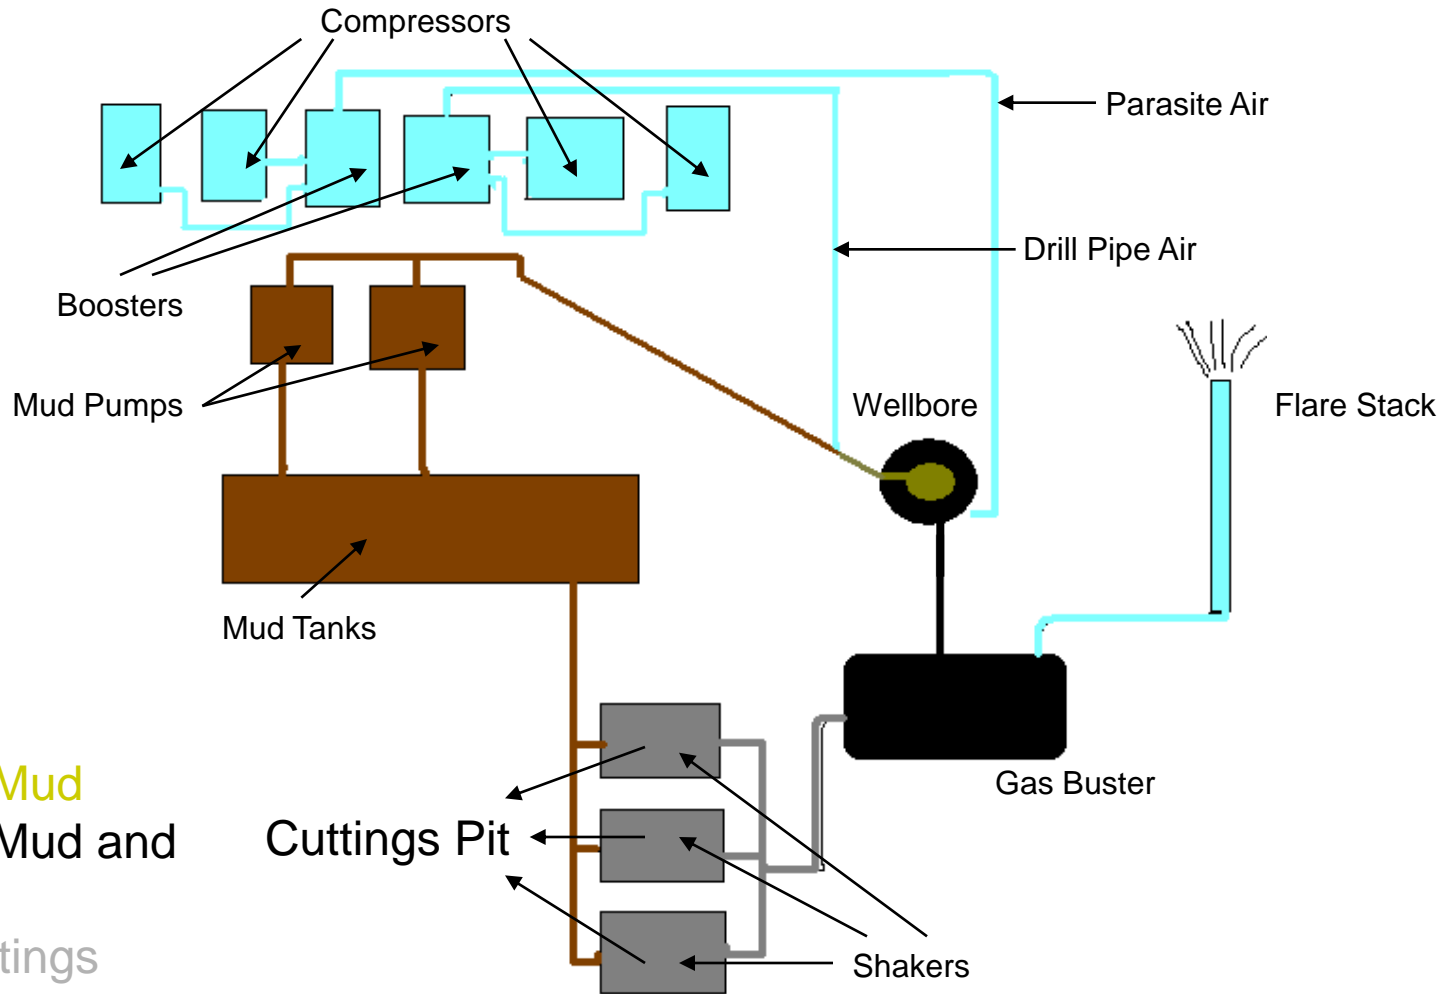 Compressors
Parasite Air
Drill Pipe Air
Boosters
Mud Pumps
Wellbore
Flare Stack
Mud Tanks
Gas Buster
Mud
Mud and
Cuttings Pit
Shakers
tings